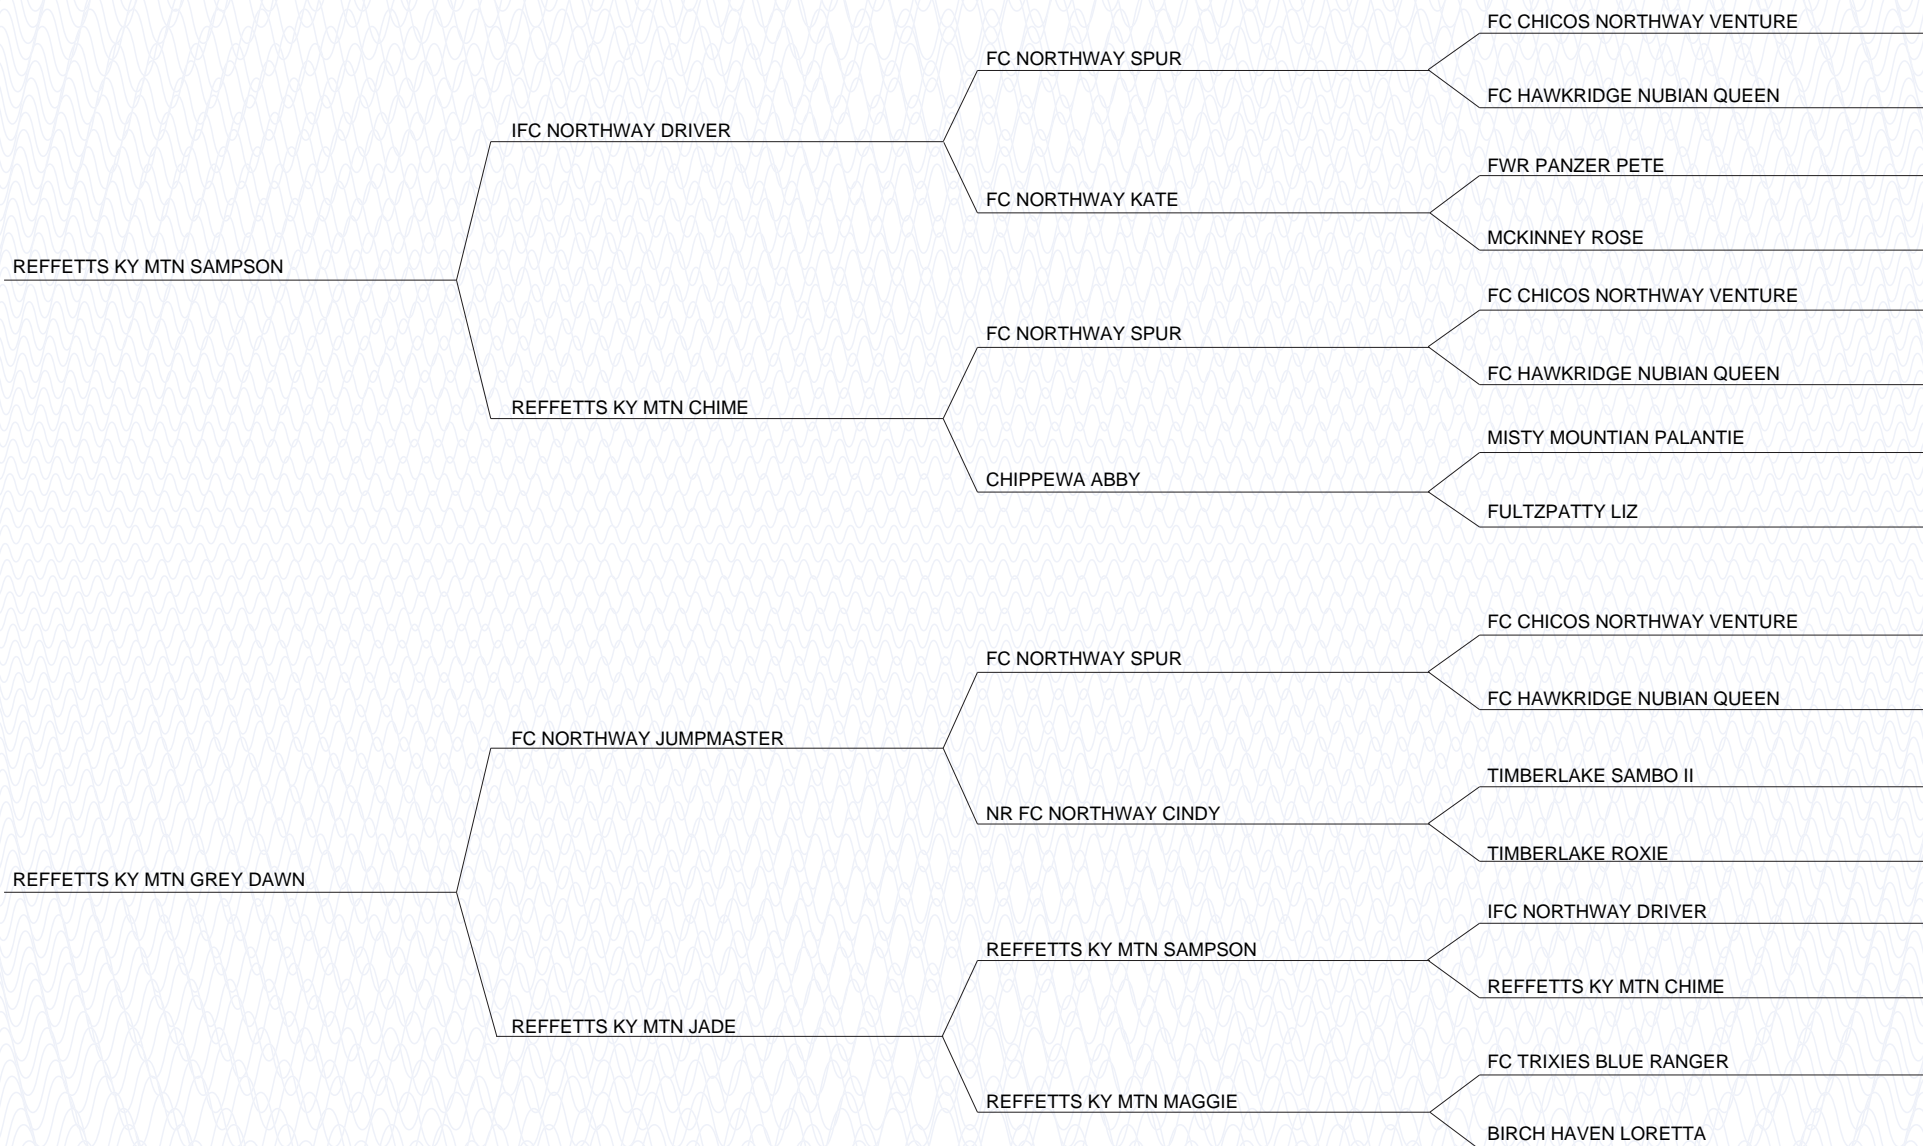 FC CHICOS NORTHWAY VENTURE
FC NORTHWAY SPUR
FC HAWKRIDGE NUBIAN QUEEN
IFC NORTHWAY DRIVER
FWR PANZER PETE
FC NORTHWAY KATE
MCKINNEY ROSE
REFFETTS KY MTN SAMPSON
FC CHICOS NORTHWAY VENTURE
FC NORTHWAY SPUR
FC HAWKRIDGE NUBIAN QUEEN
REFFETTS KY MTN CHIME
MISTY MOUNTIAN PALANTIE
CHIPPEWA ABBY
FULTZPATTY LIZ
FC CHICOS NORTHWAY VENTURE
FC NORTHWAY SPUR
FC HAWKRIDGE NUBIAN QUEEN
FC NORTHWAY JUMPMASTER
TIMBERLAKE SAMBO II
NR FC NORTHWAY CINDY
TIMBERLAKE ROXIE
REFFETTS KY MTN GREY DAWN
IFC NORTHWAY DRIVER
REFFETTS KY MTN SAMPSON
REFFETTS KY MTN CHIME
REFFETTS KY MTN JADE
FC TRIXIES BLUE RANGER
REFFETTS KY MTN MAGGIE
BIRCH HAVEN LORETTA